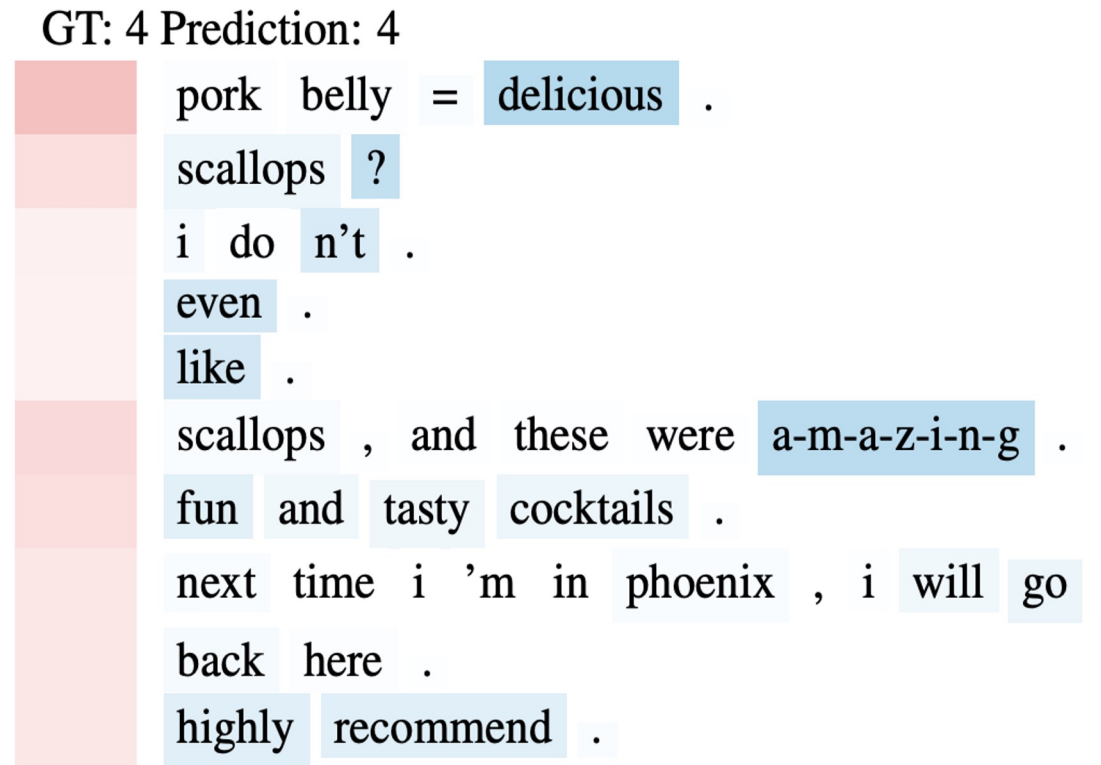 GT: 4 Prediction: 4
pork belly = delicious .
scallops ?
i do n’t .
even .
like .
scallops , and these were a-m-a-z-i-n-g .
fun and tasty cocktails .
next time i ’m in phoenix , i will go
back here .
highly recommend .